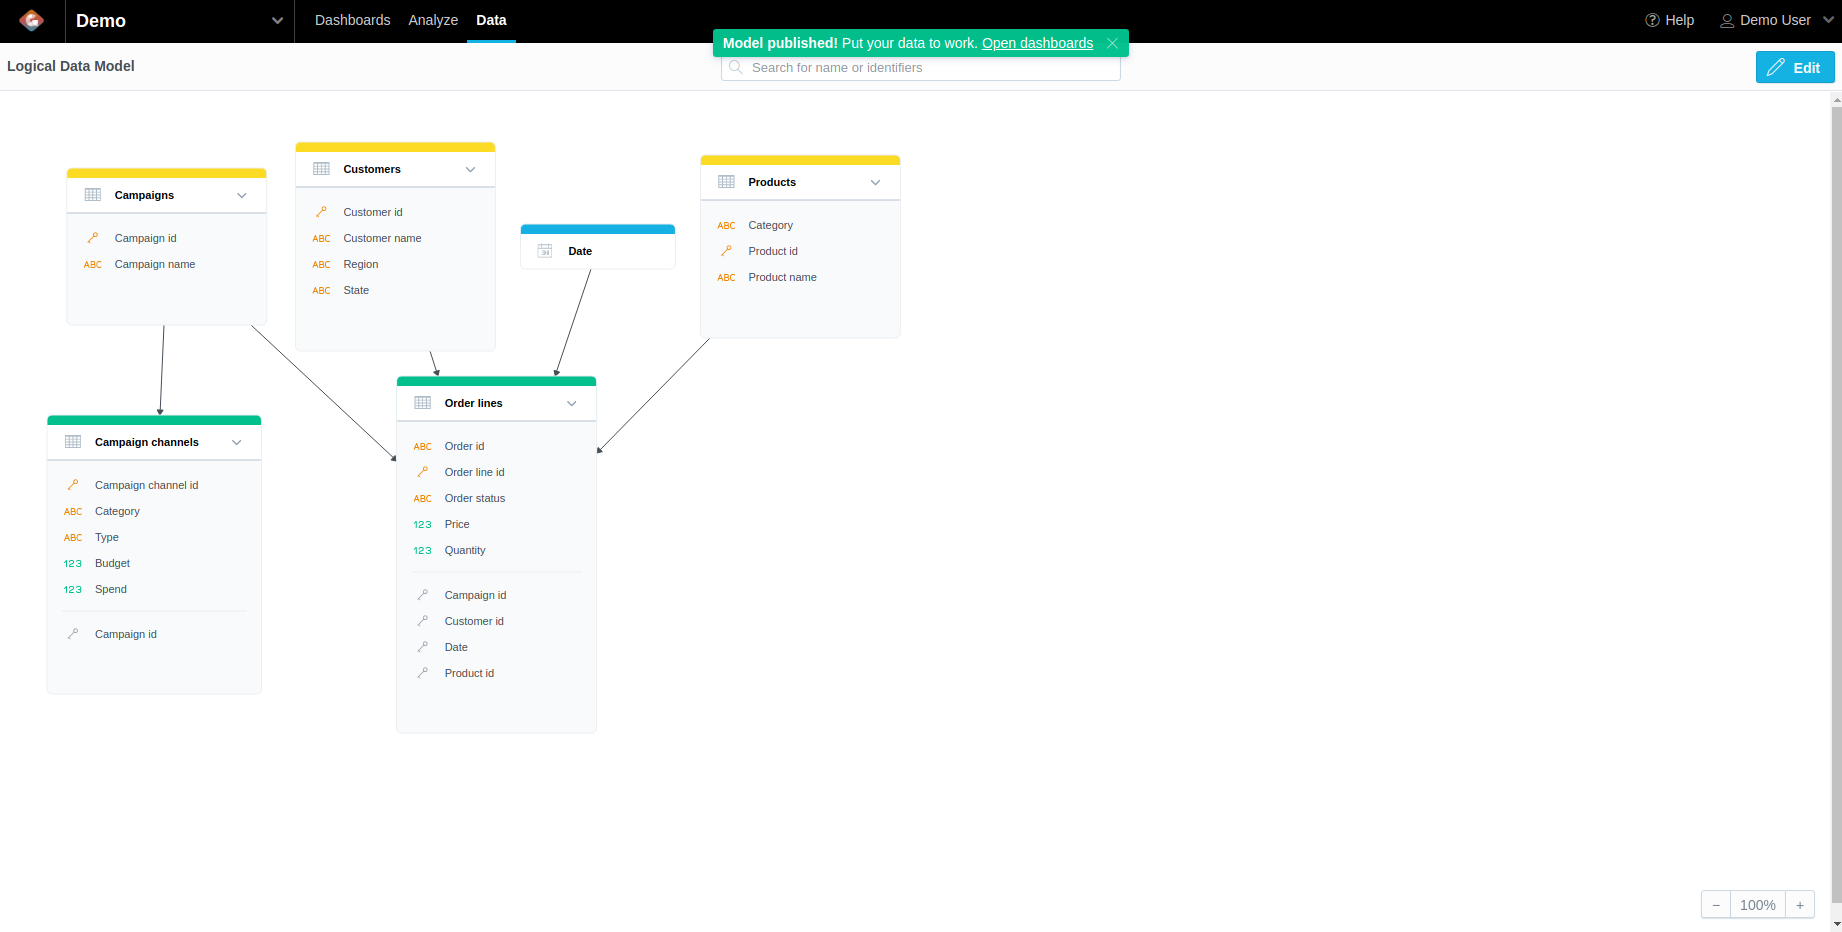 Demo
Dashboards Analyze Data
Help
Demo User
Model published! Put your data to work. Open dashboards
Logical Data Model
Search for name or identifiers
Edit
Campaigns
Campaign id
ABC Campaign name
Customers
Customer id
ABC Customer name
ABC Region
ABC State
Date
Products
ABC Category
Product id
ABC Product name
Campaign channels
Campaign channel id
ABC Category
ABC Type
123 Budget
123 Spend
Campaign id
Order lines
ABC Order id
Order line id
ABC Order status
123 Price
123 Quantity
Campaign id
Customer id
Date
Product id
− 100% +